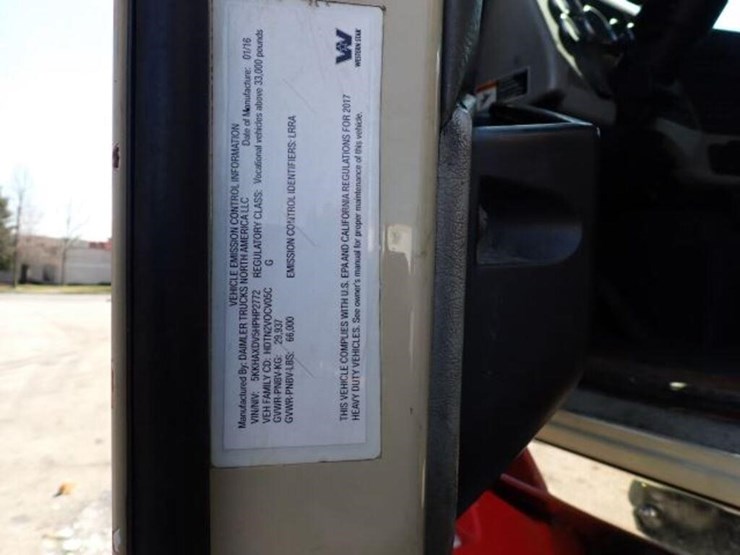 VEHICLE EMISSION CONTROL INFORMATION
Manufactured By: DAIMLER TRUCKS NORTH AMERICA LLC Date of Manufacture: 01/16
VIN/NIV: 5KKHAXDV5HPHP2772 REGULATORY CLASS: Vocational vehicles above 33,000 pounds
VEH FAMILY CD: HDTN2VOCV05C G
GVWR-PNBV-KG: 29,937
GVWR-PNBV-LBS: 66,000 EMISSION CONTROL IDENTIFIERS: LRRA
THIS VEHICLE COMPLIES WITH U.S. EPA AND CALIFORNIA REGULATIONS FOR 2017
HEAVY DUTY VEHICLES. See owner's manual for proper maintenance of this vehicle.
WESTERN STAR